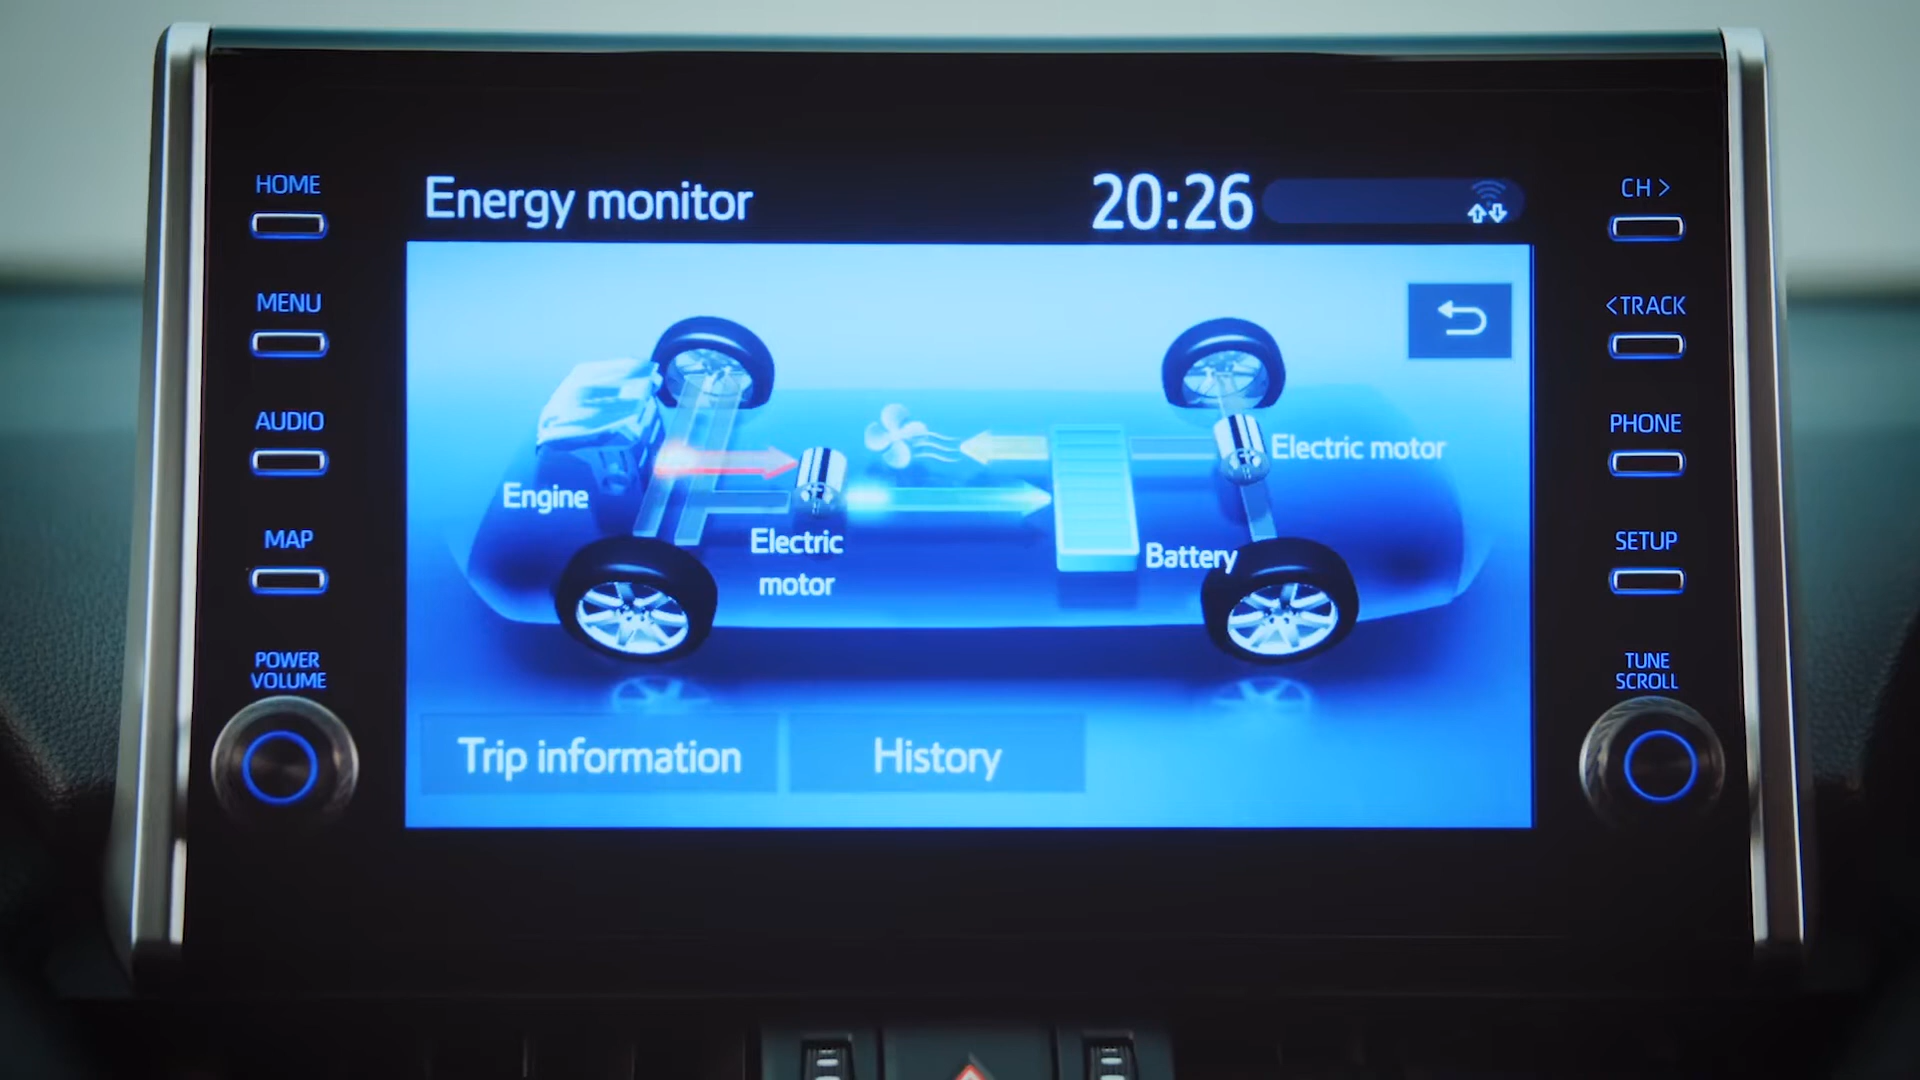 HOME
MENU
AUDIO
MAP
POWER
VOLUME
Energy monitor
20:26
Engine
Electric
motor
Electric motor
Battery
Trip information
History
CH >
<TRACK
PHONE
SETUP
TUNE
SCROLL